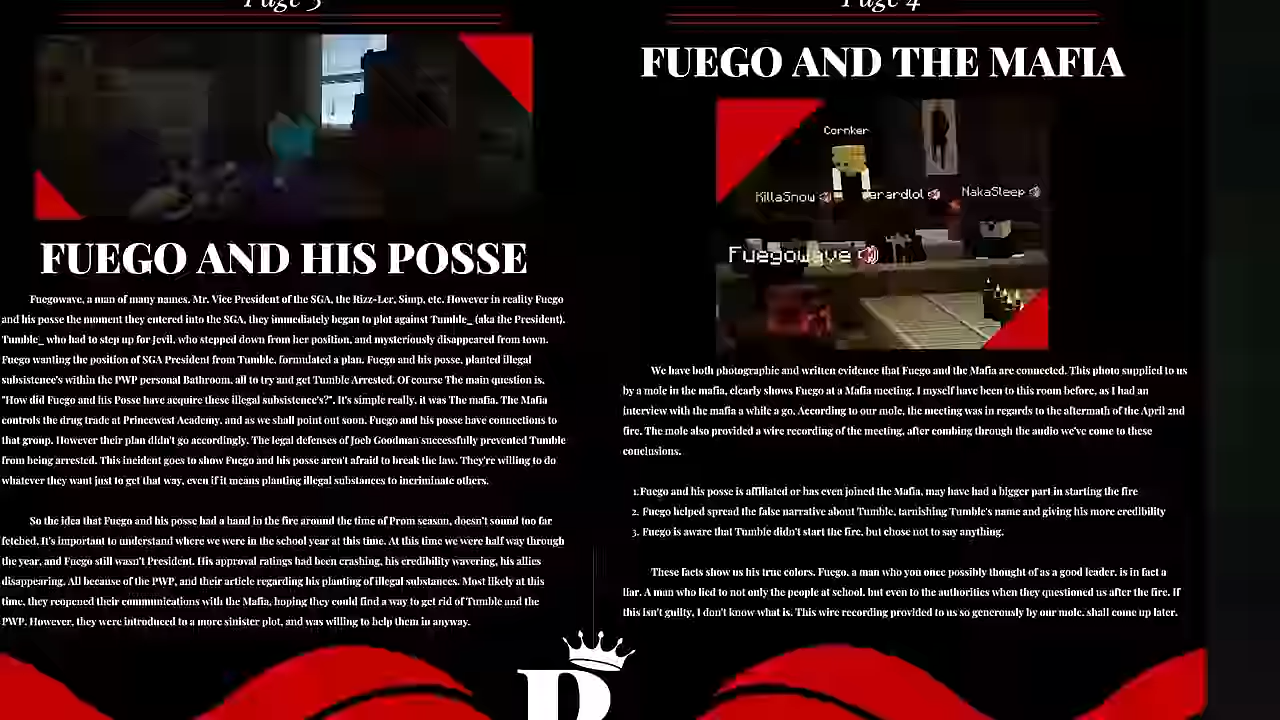 Page 3
FUEGO AND HIS POSSE
Fuegowave, a man of many names. Mr. Vice President of the SGA, the Rizz-Ler, Simp, etc. However in reality Fuego
and his posse the moment they entered into the SGA, they immediately began to plot against Tumble_ (aka the President).
Tumble_ who had to step up for Jevil, who stepped down from her position, and mysteriously disappeared from town.
Fuego wanting the position of SGA President from Tumble, formulated a plan. Fuego and his posse, planted illegal
subsistence's within the PWP personal Bathroom, all to try and get Tumble Arrested. Of course The main question is,
"How did Fuego and his Posse have acquire these illegal subsistence's?". It's simple really, it was The mafia. The Mafia
controls the drug trade at Princewest Academy, and as we shall point out soon, Fuego and his posse have connections to
that group. However their plan didn't go accordingly. The legal defenses of Joeb Goodman successfully prevented Tumble
from being arrested. This incident goes to show Fuego and his posse aren't afraid to break the law. They're willing to do
whatever they want just to get that way, even if it means planting illegal substances to incriminate others.
So the idea that Fuego and his posse had a hand in the fire around the time of Prom season, doesn't sound too far
fetched. It's important to understand where we were in the school year at this time. At this time we were half way through
the year, and Fuego still wasn't President. His approval ratings had been crashing, his credibility wavering, his allies
disappearing. All because of the PWP, and their article regarding his planting of illegal substances. Most likely at this
time, they reopened their communications with the Mafia, hoping they could find a way to get rid of Tumble and the
PWP. However, they were introduced to a more sinister plot, and was willing to help them in anyway.
Page 4
FUEGO AND THE MAFIA
Cornker
KillaSnow
arardlol
NakaSleep
Fuegowave
We have both photographic and written evidence that Fuego and the Mafia are connected. This photo supplied to us
by a mole in the mafia, clearly shows Fuego at a Mafia meeting. I myself have been to this room before, as I had an
interview with the mafia a while a go. According to our mole, the meeting was in regards to the aftermath of the April 2nd
fire. The mole also provided a wire recording of the meeting, after combing through the audio we've come to these
conclusions.
1. Fuego and his posse is affiliated or has even joined the Mafia, may have had a bigger part in starting the fire
2. Fuego helped spread the false narrative about Tumble, tarnishing Tumble's name and giving his more credibility
3. Fuego is aware that Tumble didn't start the fire, but chose not to say anything.
These facts show us his true colors. Fuego, a man who you once possibly thought of as a good leader, is in fact a
liar. A man who lied to not only the people at school, but even to the authorities when they questioned us after the fire. If
this isn't guilty, I don't know what is. This wire recording provided to us so generously by our mole, shall come up later.